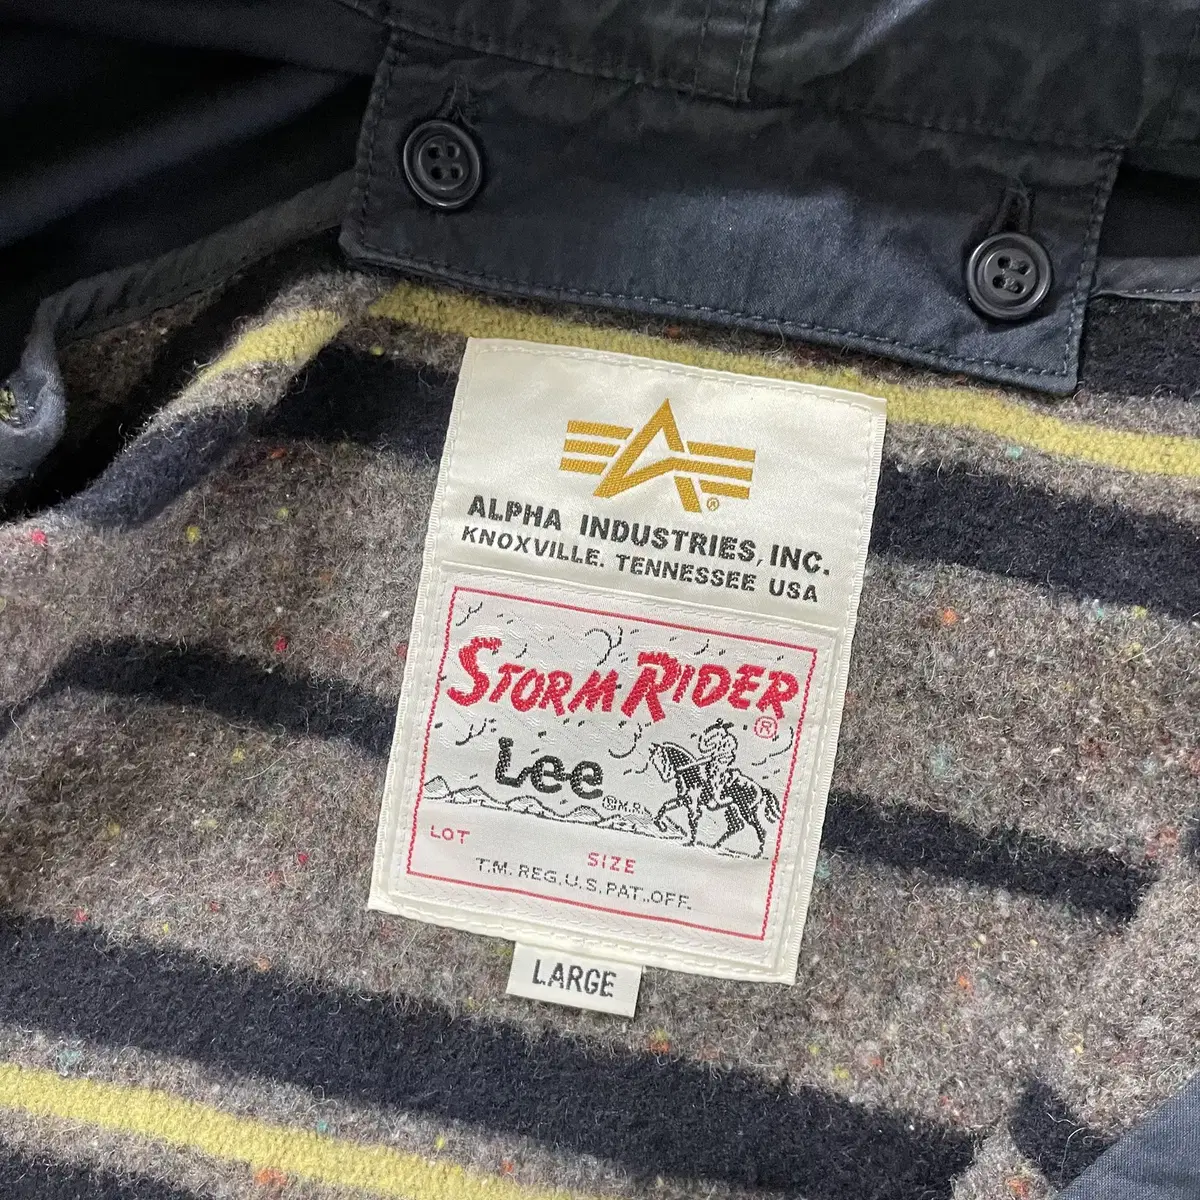 ®
ALPHA INDUSTRIES, INC.
KNOXVILLE. TENNESSEE USA
STORM RIDER
®
Lee
®M.R.
LOT
SIZE
T.M. REG. U.S. PAT.. OFF.
LARGE